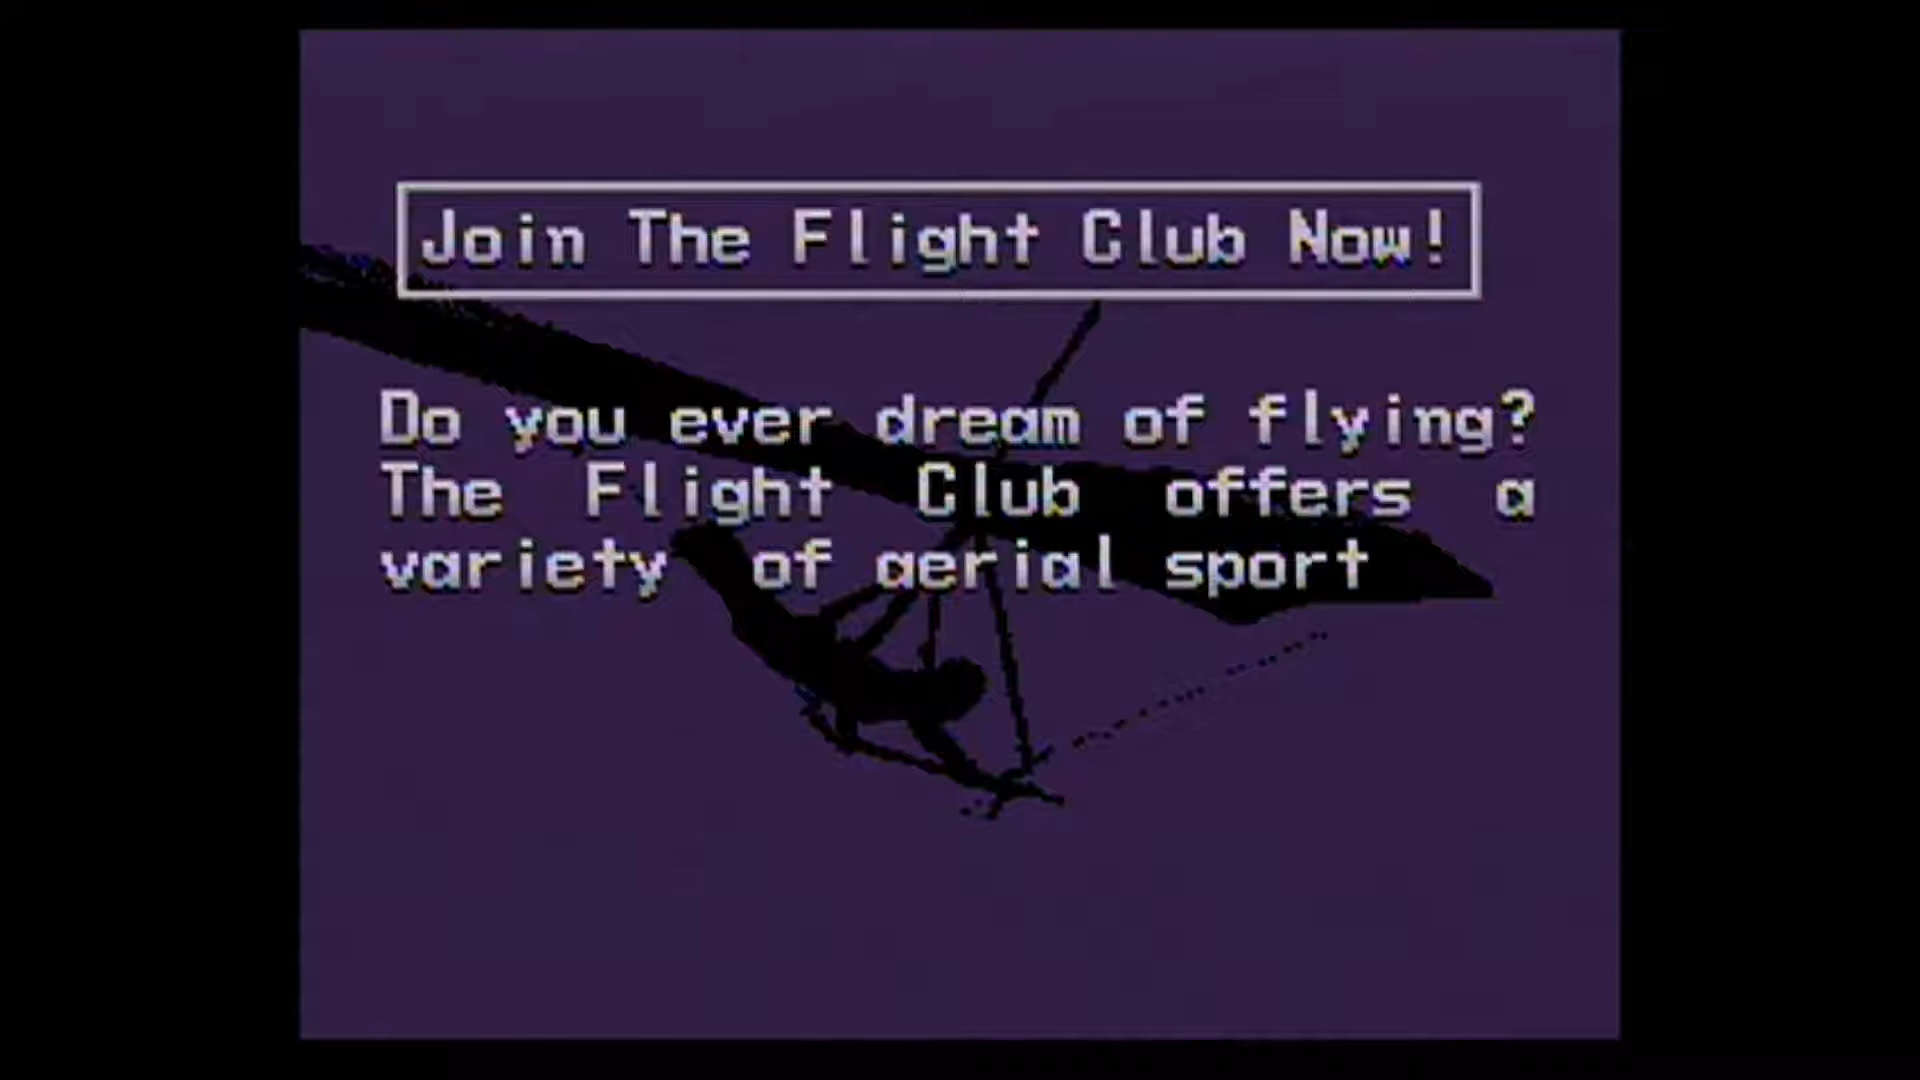 Join The Flight Club Now!
Do you ever dream of flying?
The Flight Club offers a
variety of aerial sport